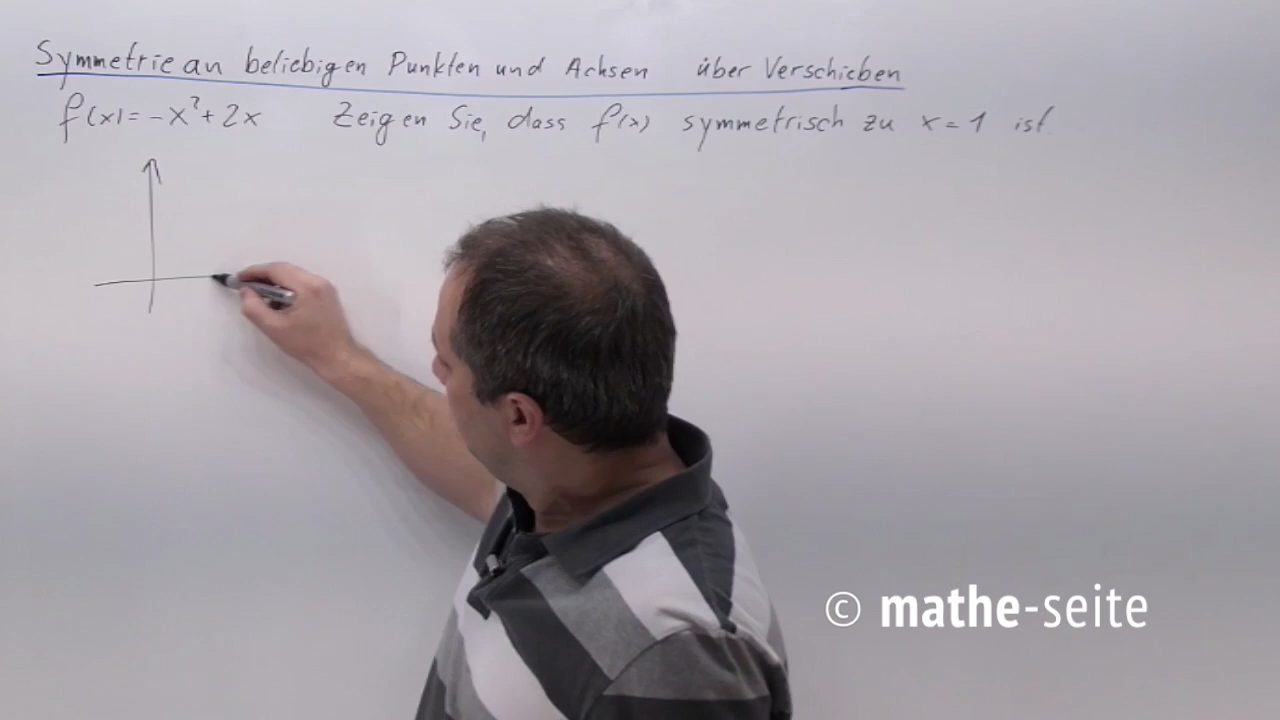 Symmetrie an beliebigen Punkten und Achsen über Verschieben
f(x) = -x² + 2x Zeigen Sie, dass f(x) symmetrisch zu x = 1 ist.
© mathe-seite